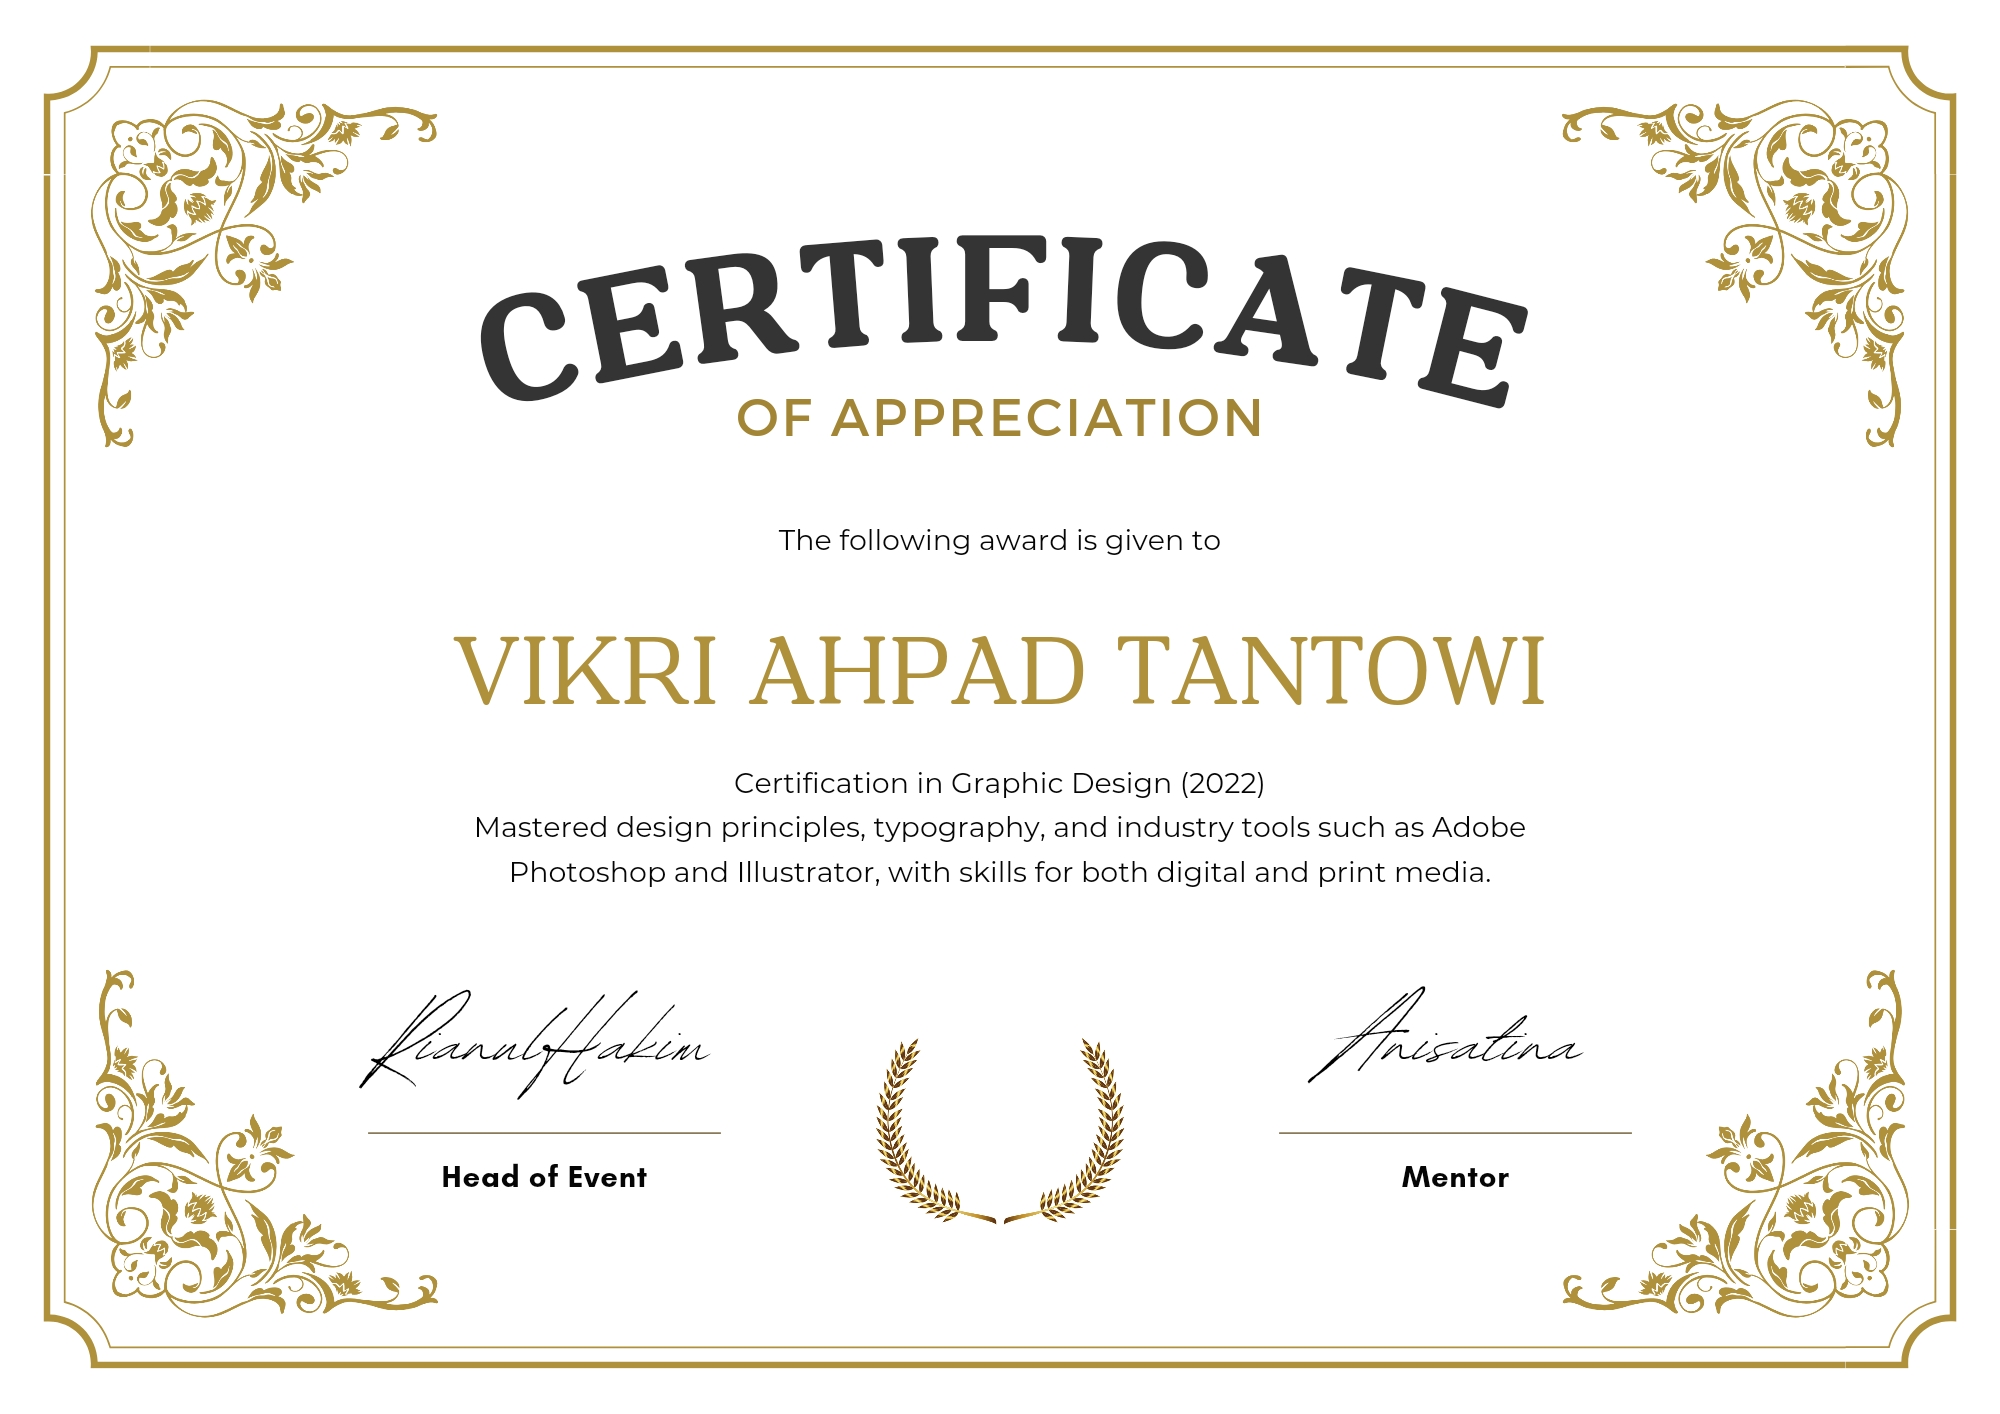 CERTIFICATE
OF APPRECIATION
The following award is given to
VIKRI AHPAD TANTOWI
Certification in Graphic Design (2022)
Mastered design principles, typography, and industry tools such as Adobe
Photoshop and Illustrator, with skills for both digital and print media.
Rianul Hakim
Anisatina
Head of Event
Mentor